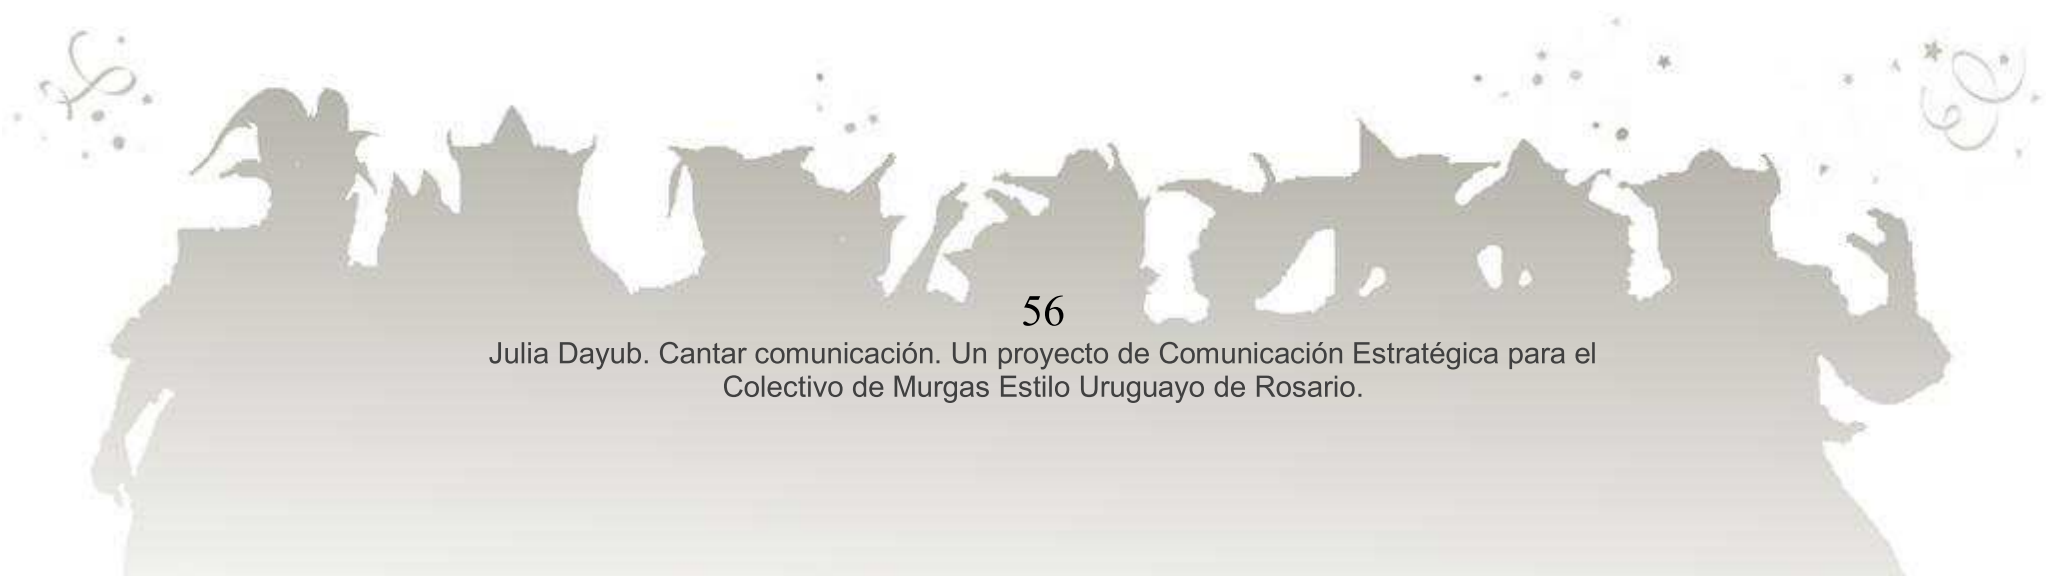 56
Julia Dayub. Cantar comunicación. Un proyecto de Comunicación Estratégica para el
Colectivo de Murgas Estilo Uruguayo de Rosario.